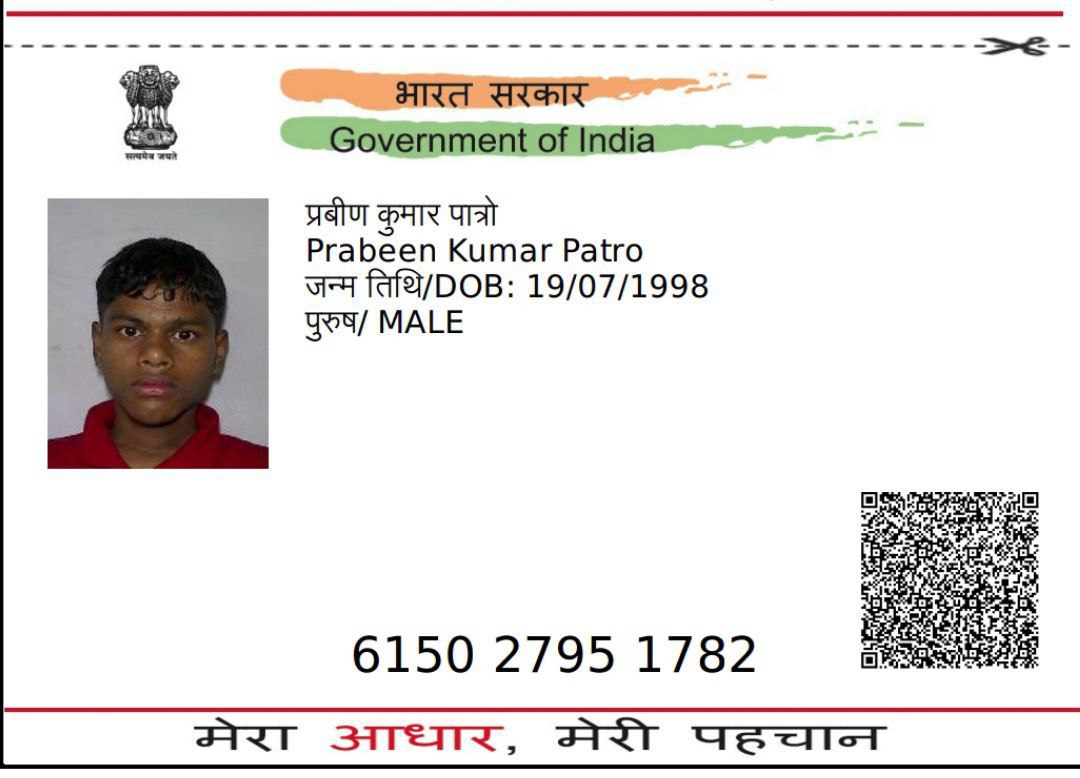 सत्यमेव जयते
भारत सरकार
Government of India
प्रबीण कुमार पात्रो
Prabeen Kumar Patro
जन्म तिथि/DOB: 19/07/1998
पुरुष/ MALE
6150 2795 1782
मेरा आधार, मेरी पहचान